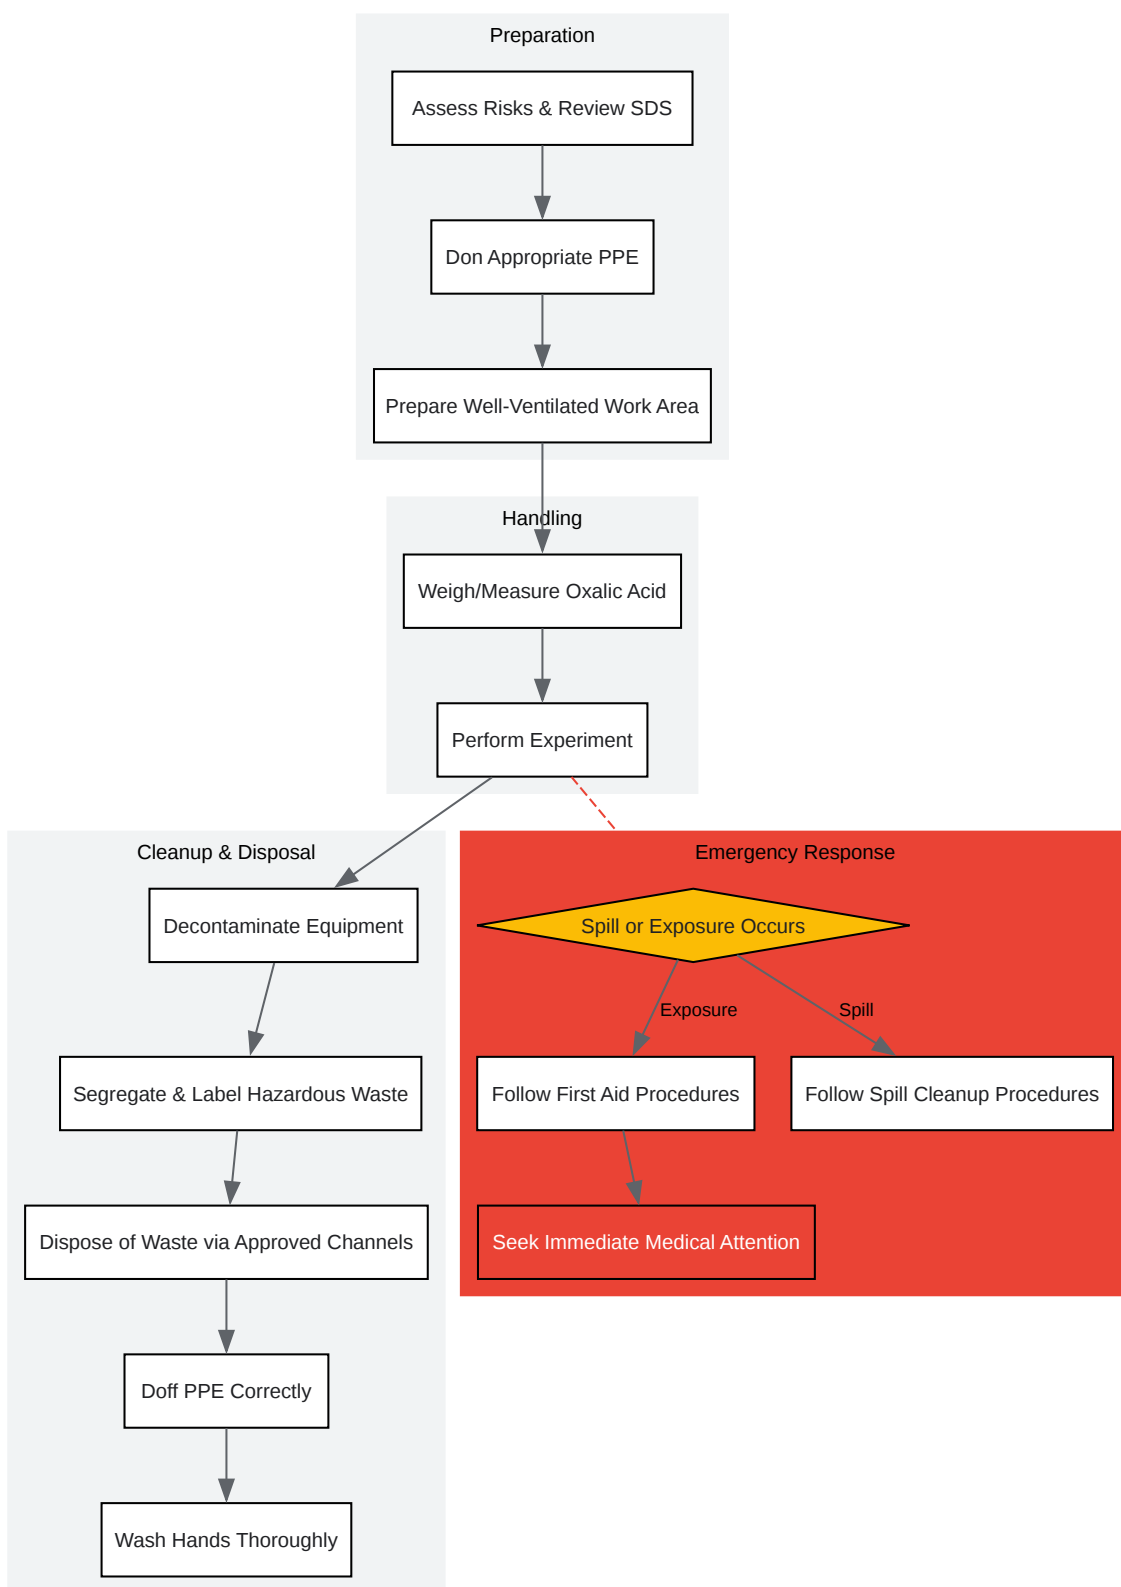 Preparation
Assess Risks & Review SDS
Don Appropriate PPE
Prepare Well-Ventilated Work Area
Handling
Weigh/Measure Oxalic Acid
Perform Experiment
Cleanup & Disposal
Decontaminate Equipment
Segregate & Label Hazardous Waste
Dispose of Waste via Approved Channels
Doff PPE Correctly
Wash Hands Thoroughly
Emergency Response
Spill or Exposure Occurs
Exposure
Spill
Follow First Aid Procedures
Follow Spill Cleanup Procedures
Seek Immediate Medical Attention